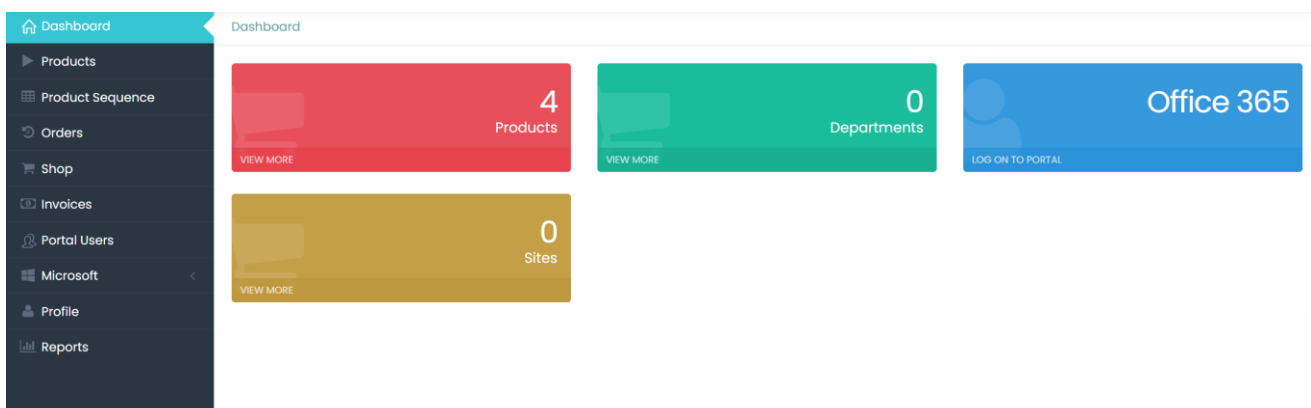 Dashboard
Products
Product Sequence
Orders
Shop
Invoices
Portal Users
Microsoft
Profile
Reports
Dashboard
4
Products
VIEW MORE
0
Departments
VIEW MORE
Office 365
LOG ON TO PORTAL
0
Sites
VIEW MORE